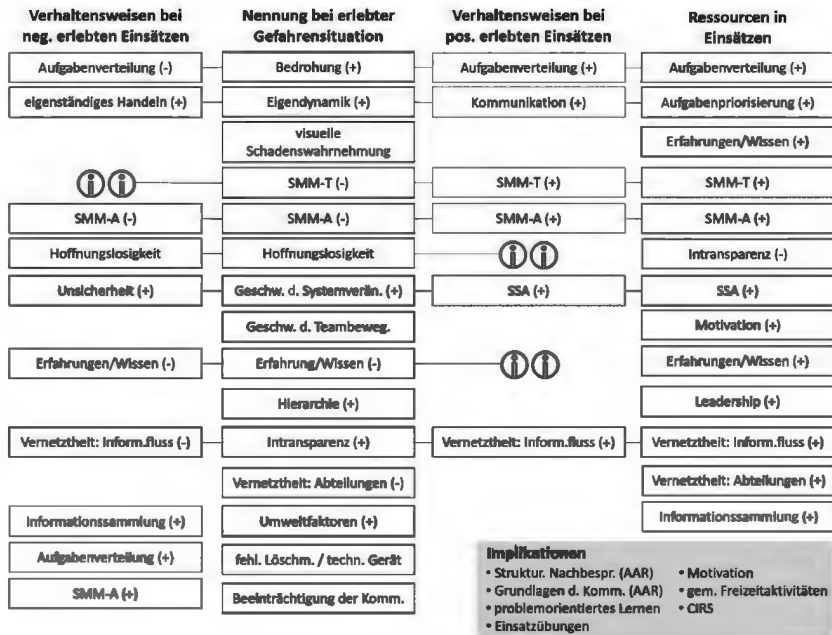 Verhaltensweisen bei
neg. erlebten Einsätzen
Nennung bei erlebter
Gefahrensituation
Verhaltensweisen bei
pos. erlebten Einsätzen
Ressourcen in
Einsätzen
Aufgabenverteilung (-)
Bedrohung (+)
Aufgabenverteilung (+)
Aufgabenverteilung (+)
eigenständiges Handeln (+)
Eigendynamik (+)
Kommunikation (+)
Aufgabenpriorisierung (+)
visuelle
Schadenswahrnehmung
Erfahrungen/Wissen (+)
SMM-T (-)
SMM-T (+)
SMM-T (+)
SMM-A (-)
SMM-A (-)
SMM-A (+)
SMM-A (+)
Hoffnungslosigkeit
Hoffnungslosigkeit
Intransparenz (-)
Unsicherheit (+)
Geschw. d. Systemverän. (+)
SSA (+)
SSA (+)
Geschw. d. Teambeweg.
Motivation (+)
Erfahrungen/Wissen (-)
Erfahrung/Wissen (-)
Erfahrungen/Wissen (+)
Hierarchie (+)
Leadership (+)
Vernetztheit: Inform.fluss (-)
Intransparenz (+)
Vernetztheit: Inform.fluss (+)
Vernetztheit: Inform.fluss (+)
Vernetztheit: Abteilungen (-)
Vernetztheit: Abteilungen (+)
Informationssammlung (+)
Umweltfaktoren (+)
Informationssammlung (+)
Aufgabenverteilung (+)
fehl. Löschm. / techn. Gerät
SMM-A (+)
Beeinträchtigung der Komm.
Implikationen
• Struktur. Nachbespr. (AAR)
• Grundlagen d. Komm. (AAR)
• problemorientiertes Lernen
• Einsatzübungen
• Motivation
• gem. Freizeitaktivitäten
• CIRS